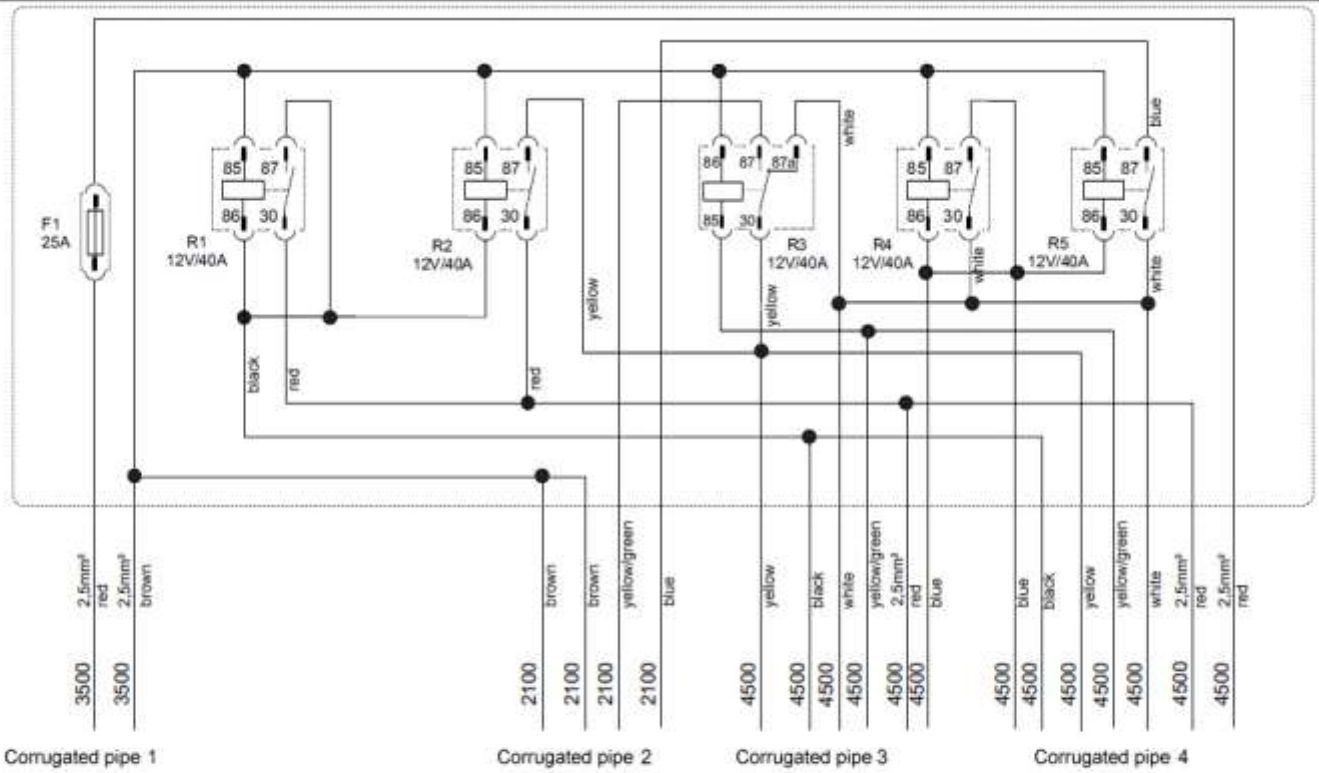 blue
white
85 87
86 30
R1
12V/40A
85 87
86 30
R2
12V/40A
86 87 87a
85 30
R3
12V/40A
85 87
86 30
R4
12V/40A
85 87
86 30
R5
12V/40A
F1
25A
white
white
yellow
yellow
black
red
red
2,5mm²
red
2,5mm²
brown
brown
brown
yellow/green
blue
yellow
black
white
yellow/green
2,5mm²
red
blue
blue
black
yellow
yellow/green
white
2,5mm²
red
2,5mm²
red
3500
3500
2100
2100
2100
2100
4500
4500
4500
4500
4500
4500
4500
4500
4500
4500
4500
4500
4500
Corrugated pipe 1
Corrugated pipe 2
Corrugated pipe 3
Corrugated pipe 4